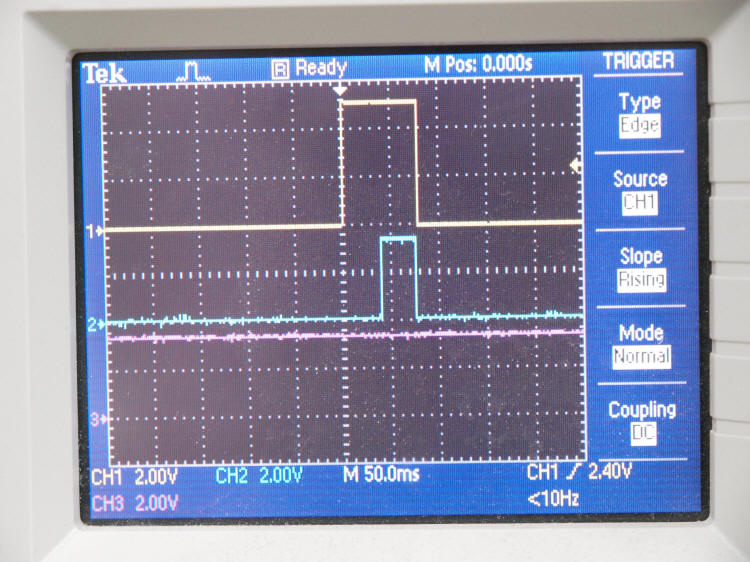 Tek R Ready M Pos: 0.000s TRIGGER
Type
Edge
Source
CH1
Slope
Rising
Mode
Normal
Coupling
DC
1
2
3
CH1 2.00V CH2 2.00V M 50.0ms CH1 2.40V
CH3 2.00V <10Hz